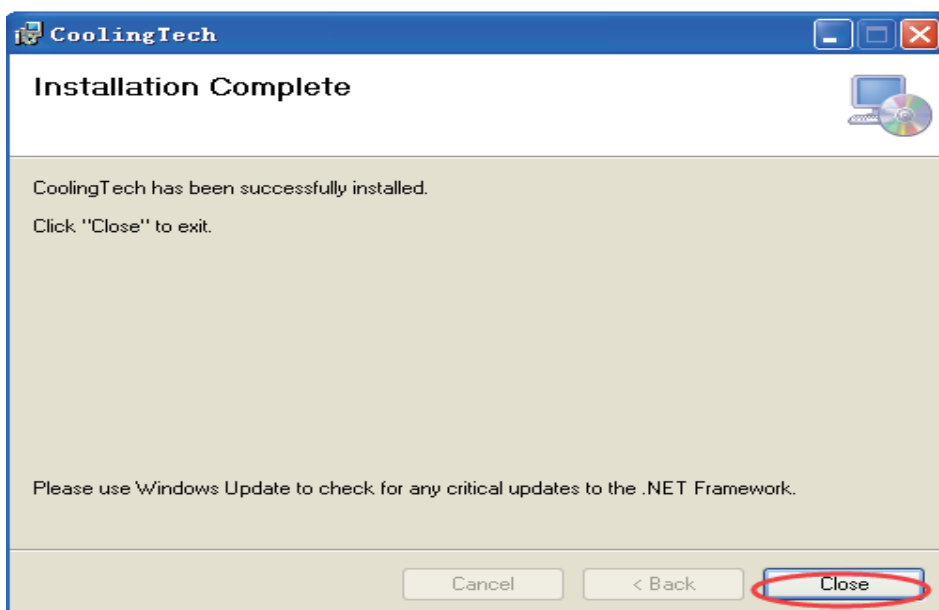 CoolingTech
Installation Complete
CoolingTech has been successfully installed.
Click "Close" to exit.
Please use Windows Update to check for any critical updates to the .NET Framework.
Cancel
< Back
Close